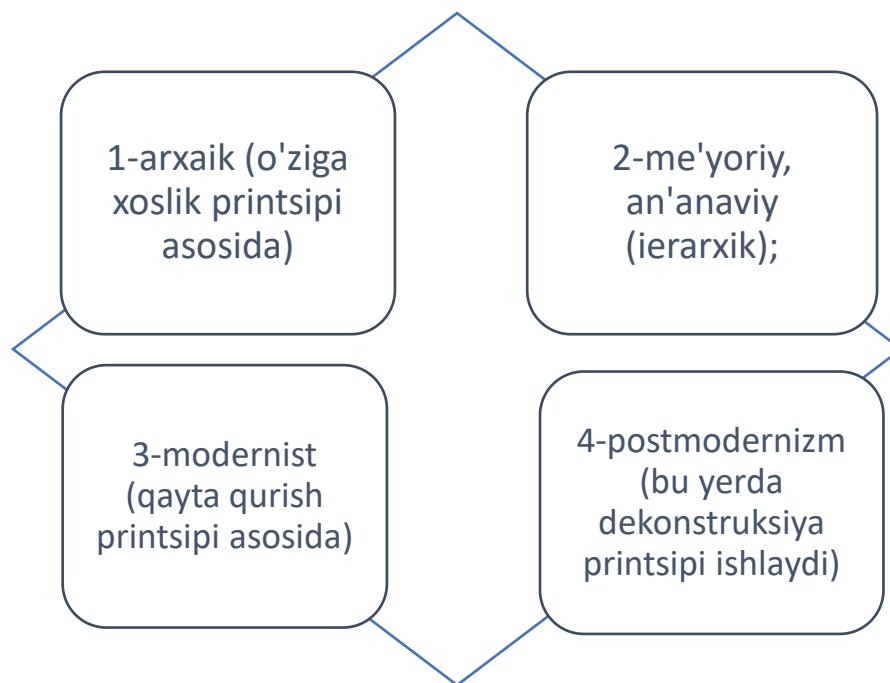 1-arxaik (o'ziga
xoslik printsipi
asosida)
2-me'yoriy,
an'anaviy
(ierarxik);
3-modernist
(qayta qurish
printsipi asosida)
4-postmodernizm
(bu yerda
dekonstruksiya
printsipi ishlaydi)